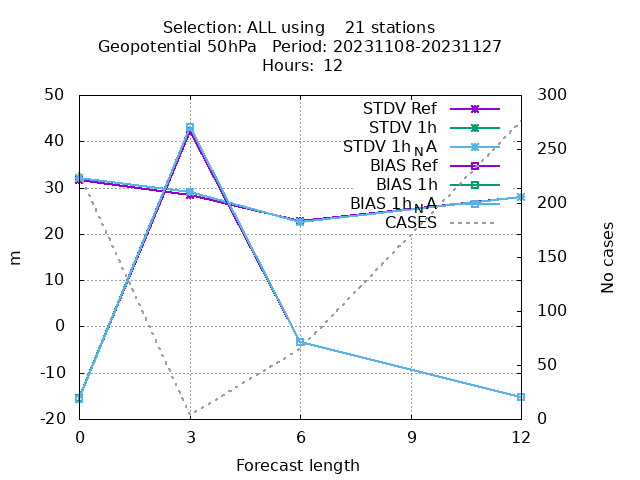 Selection: ALL using    21 stations
Geopotential 50hPa   Period: 20231108-20231127
Hours: 12
STDV Ref
STDV 1h
STDV 1h_NA
BIAS Ref
BIAS 1h
BIAS 1h_NA
CASES
50
40
30
20
10
0
-10
-20
m
300
250
200
150
100
50
0
No cases
0 3 6 9 12
Forecast length